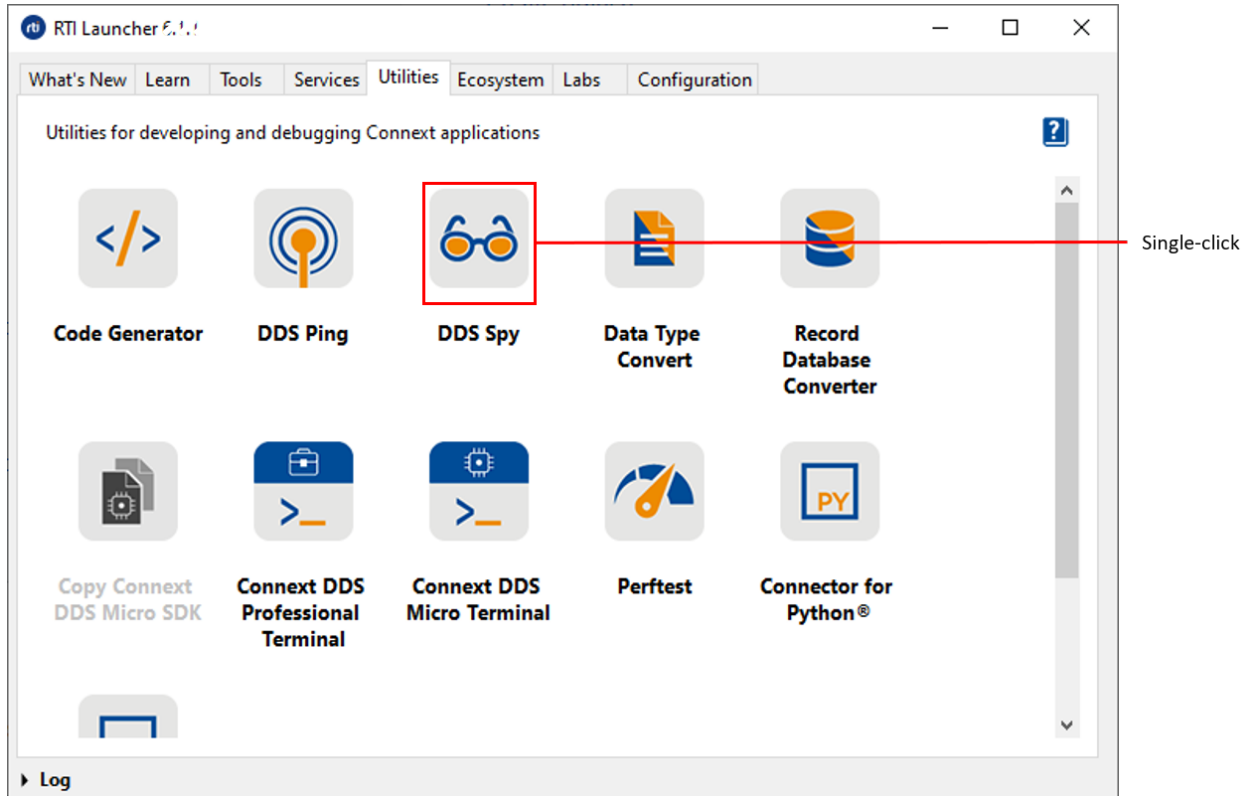 rti RTI Launcher
What's New Learn Tools Services Utilities Ecosystem Labs Configuration
Utilities for developing and debugging Connext applications
?
</>
Single-click
Code Generator DDS Ping DDS Spy Data Type Record
Convert Database
Converter
>_ >_ PY
Copy Connext Connext DDS Connext DDS Perftest Connector for
DDS Micro SDK Professional Micro Terminal Python®
Terminal
Log